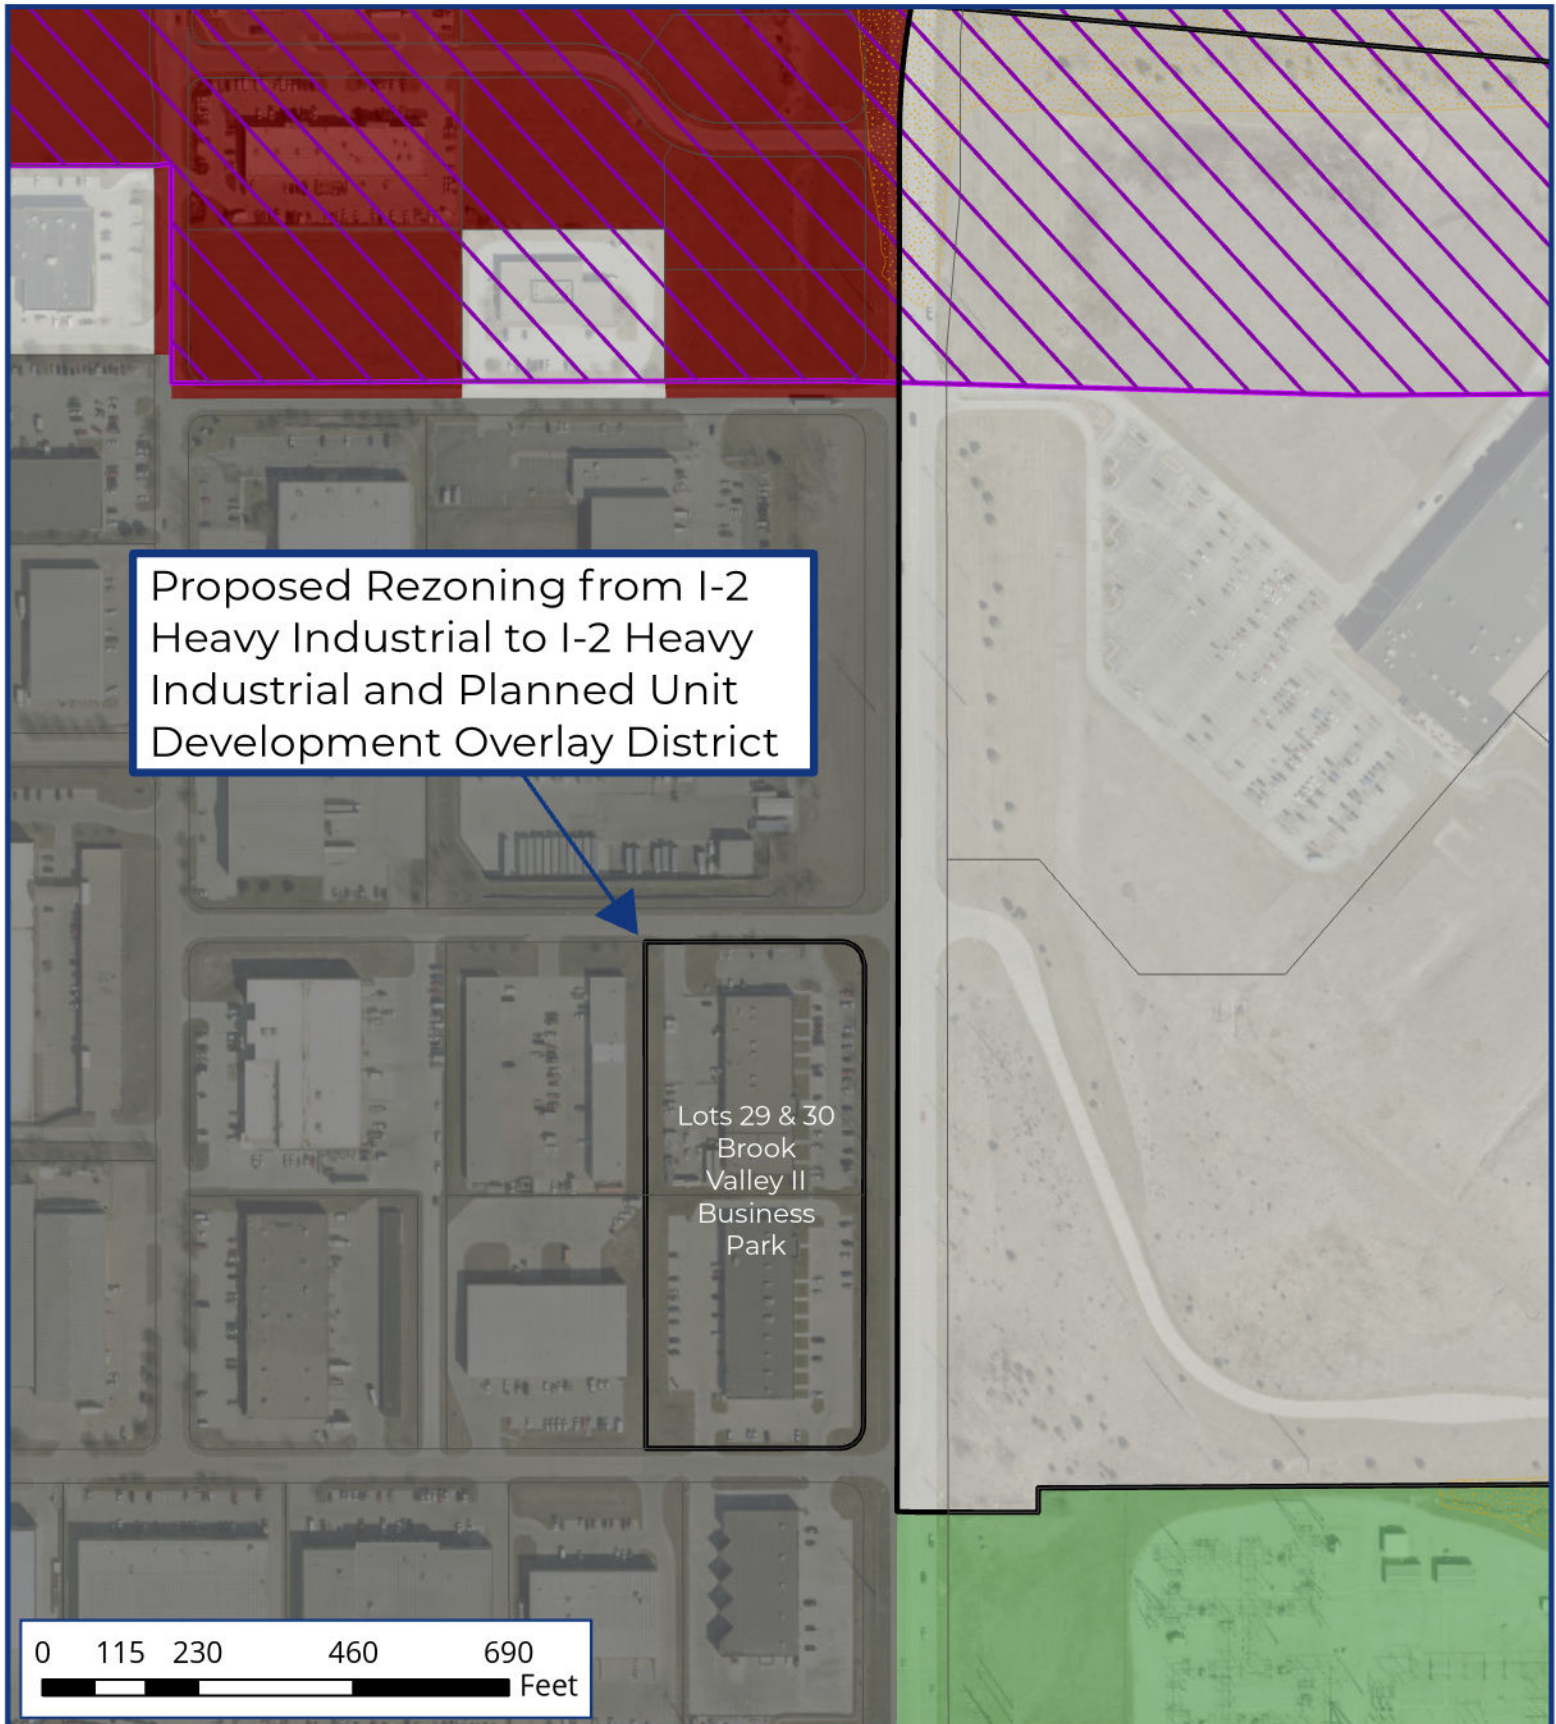 Proposed Rezoning from I-2
Heavy Industrial to I-2 Heavy
Industrial and Planned Unit
Development Overlay District
Lots 29 & 30
Brook
Valley II
Business
Park
0 115 230 460 690
Feet